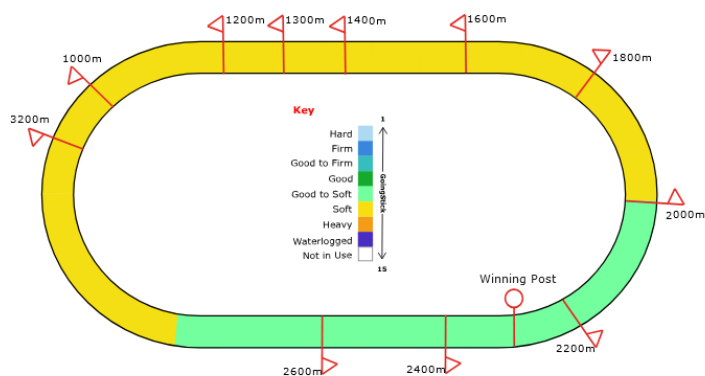 1200m
1300m
1400m
1600m
1800m
1000m
3200m
Key
1
Hard
Firm
Good to Firm
Good
Good to Soft
Soft
Heavy
Waterlogged
Not in Use
GoingStick
15
2000m
Winning Post
2200m
2400m
2600m